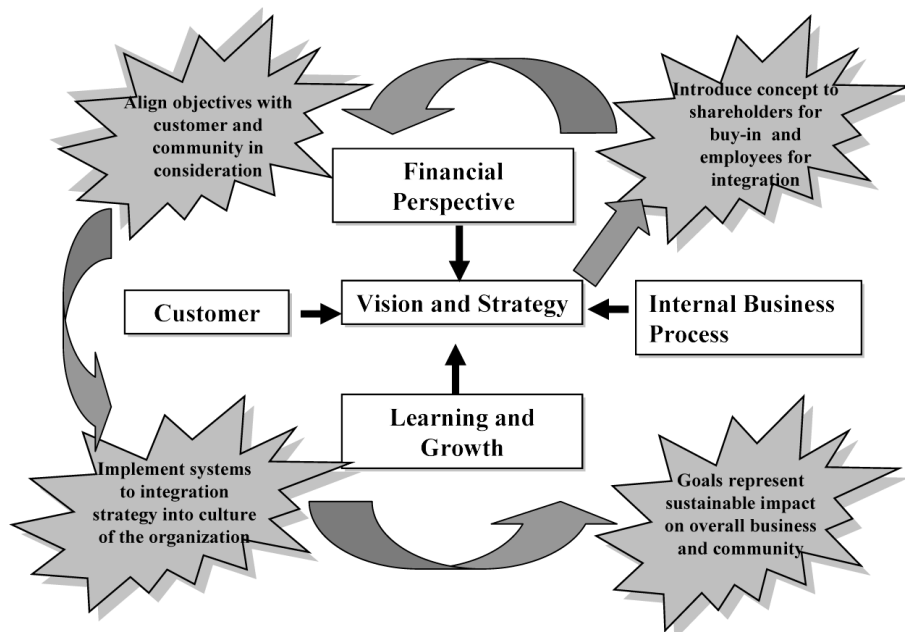 Align objectives with
customer and
community in
consideration
Introduce concept to
shareholders for
buy-in and
employees for
integration
Financial
Perspective
Customer
Vision and Strategy
Internal Business
Process
Learning and
Growth
Implement systems
to integration
strategy into culture
of the organization
Goals represent
sustainable impact
on overall business
and community